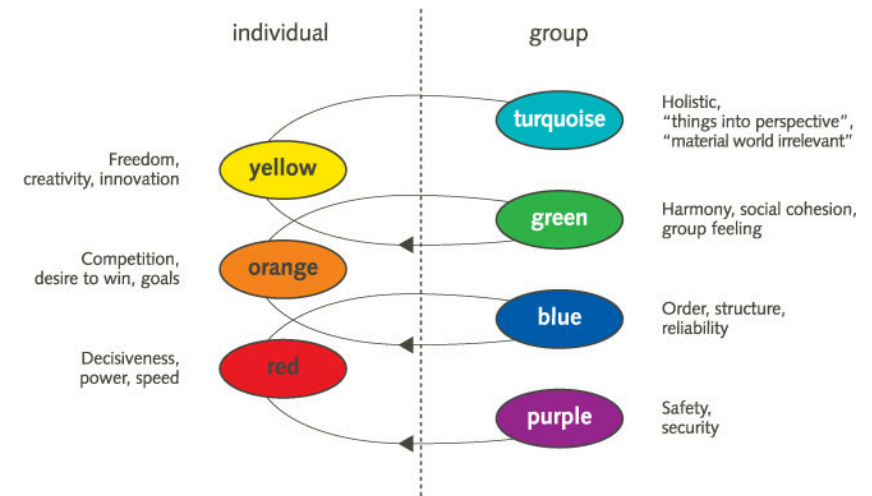 individual
group
turquoise
Holistic,
“things into perspective”,
“material world irrelevant”
Freedom,
creativity, innovation
yellow
green
Harmony, social cohesion,
group feeling
Competition,
desire to win, goals
orange
blue
Order, structure,
reliability
Decisiveness,
power, speed
red
purple
Safety,
security